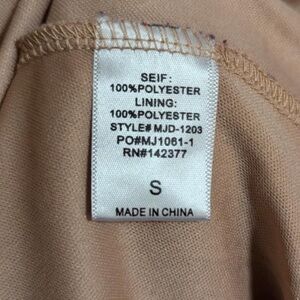 SEIF:
100%POLYESTER
LINING:
100%POLYESTER
STYLE# MJD-1203
PO#MJ1061-1
RN#142377
S
MADE IN CHINA